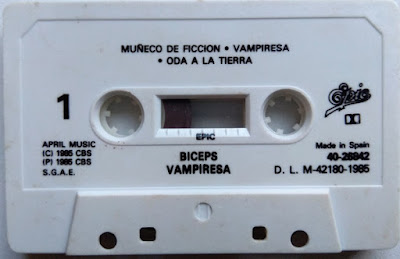 MUÑECO DE FICCION • VAMPIRESA
• ODA A LA TIERRA
1
Epic
EPIC
APRIL MUSIC
(C) 1985 CBS
(P) 1985 CBS
S.G.A.E.
BICEPS
VAMPIRESA
Made in Spain
40-26942
D. L. M-42180-1985